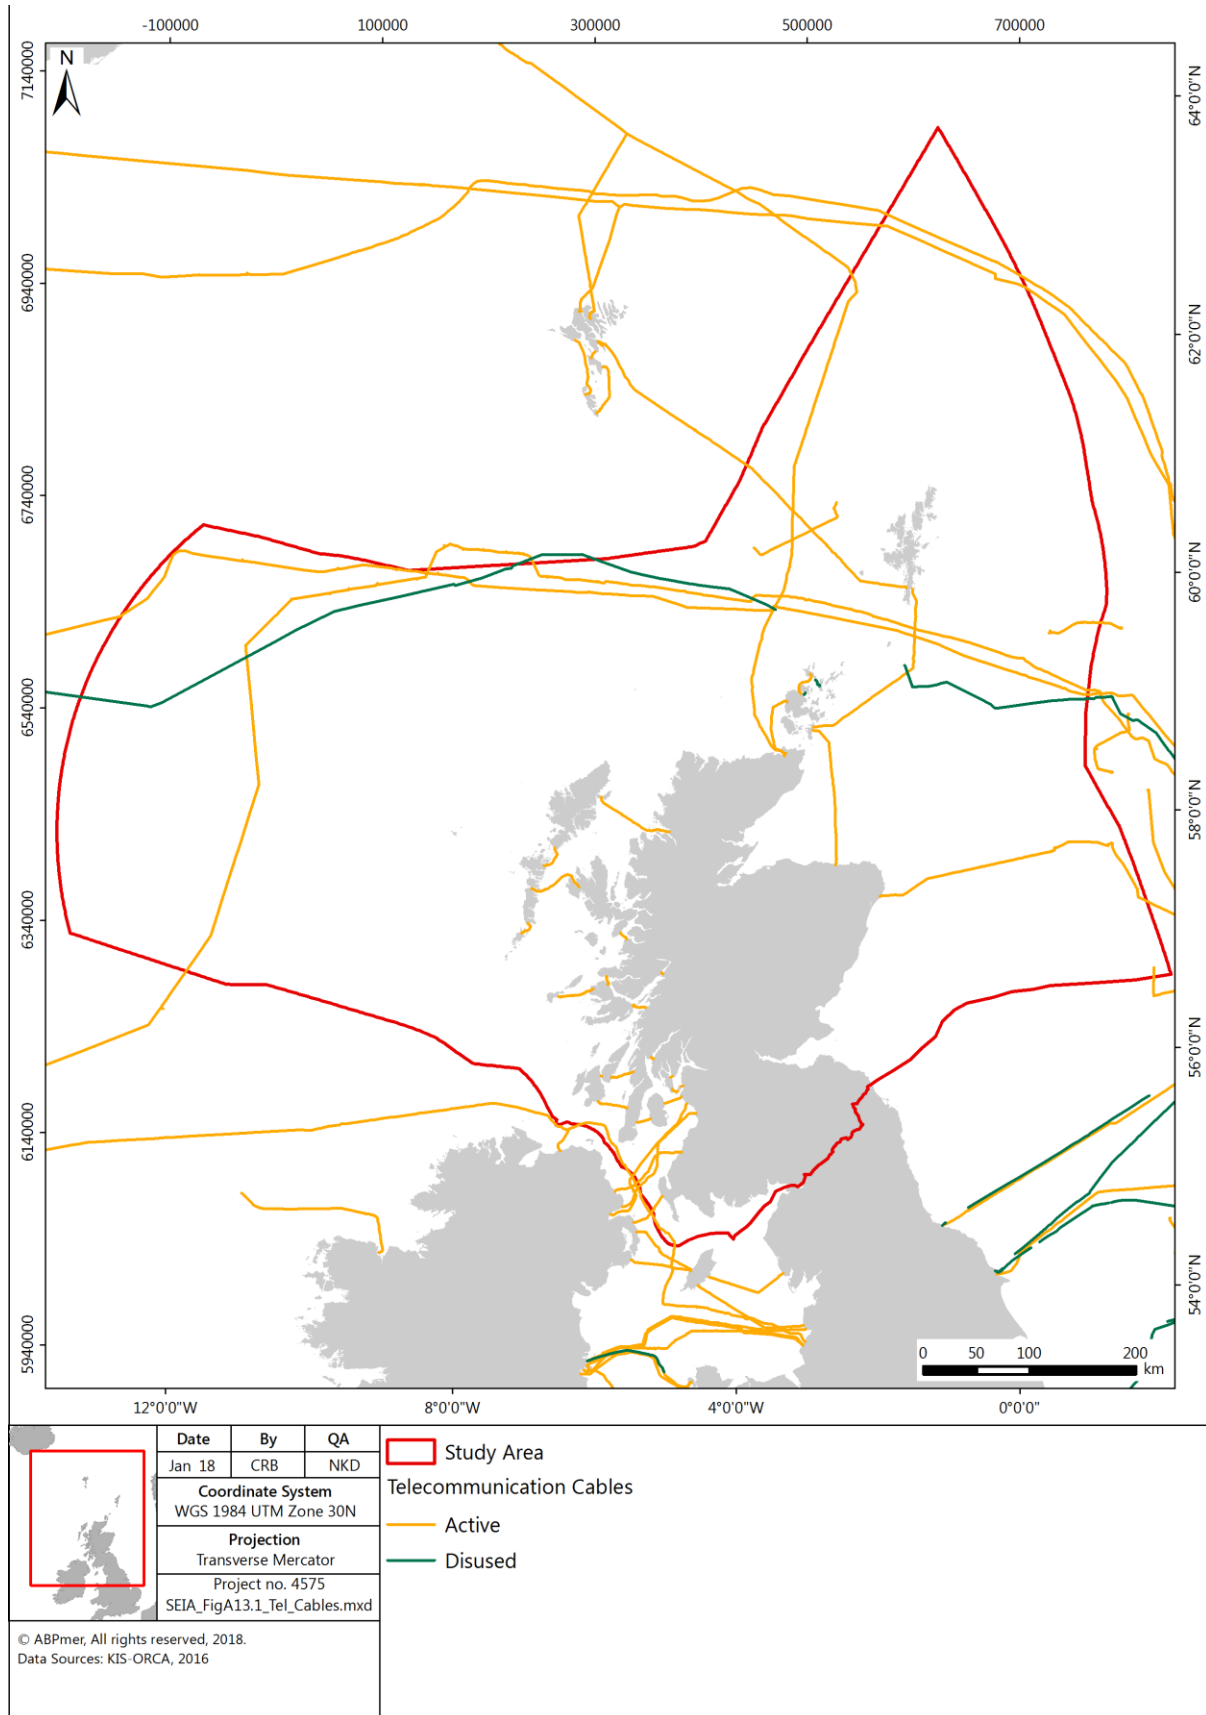 -100000 100000 300000 500000 700000
N
7140000
6940000
6740000
6540000
6340000
6140000
5940000
64°0'0"N
62°0'0"N
60°0'0"N
58°0'0"N
56°0'0"N
54°0'0"N
0 50 100 200
km
12°0'0"W 8°0'0"W 4°0'0"W 0°0'0"
Date By QA
Jan 18 CRB NKD
Coordinate System
WGS 1984 UTM Zone 30N
Projection
Transverse Mercator
Project no. 4575
SEIA_FigA13.1_Tel_Cables.mxd
© ABPmer, All rights reserved, 2018.
Data Sources: KIS-ORCA, 2016
Study Area
Telecommunication Cables
Active
Disused